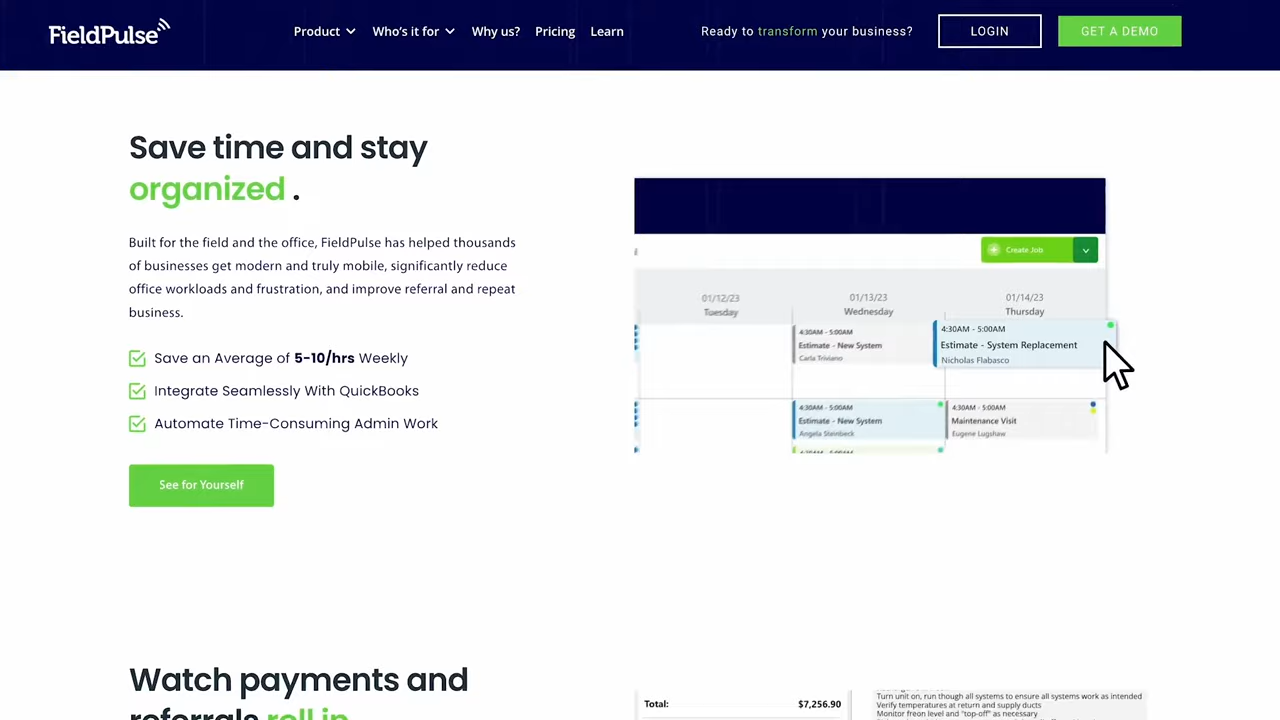 FieldPulse
Product
Who's it for
Why us?
Pricing
Learn
Ready to transform your business?
LOGIN
GET A DEMO
Save time and stay
organized .
Built for the field and the office, FieldPulse has helped thousands
of businesses get modern and truly mobile, significantly reduce
office workloads and frustration, and improve referral and repeat
business.
Save an Average of 5-10/hrs Weekly
Integrate Seamlessly With QuickBooks
Automate Time-Consuming Admin Work
See for Yourself
Create Job
01/12/23
Tuesday
01/13/23
Wednesday
01/14/23
Thursday
4:30AM - 5:00AM
Estimate - New System
Carla Triviano
4:30AM - 5:00AM
Estimate - System Replacement
Nicholas Flabasco
4:30AM - 5:00AM
Estimate - New System
Angela Steinbeck
4:30AM - 5:00AM
Maintenance Visit
Eugene Lugshaw
Watch payments and
referrals roll in
Total: $7,256.90
Turn unit on, run though all systems to ensure all systems work as intended
Verify temperatures at return and supply ducts
Monitor freon level and "top-off" as necessary